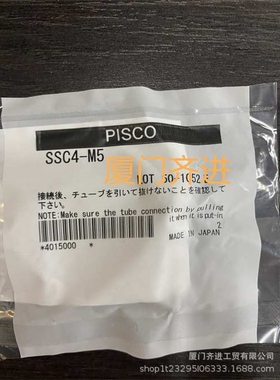 PISCO
SSC4-M5
厦门齐进
LOT 50-1052
接続後、チューブを引いて抜けないことを確認して
下さい。
NOTE:Make sure the tube connection by pulling
it when it is put-in
2
*4015000 *
MADE IN JAPAN
厦门齐进工贸有限公司
shop1t23295l06333.1688.com